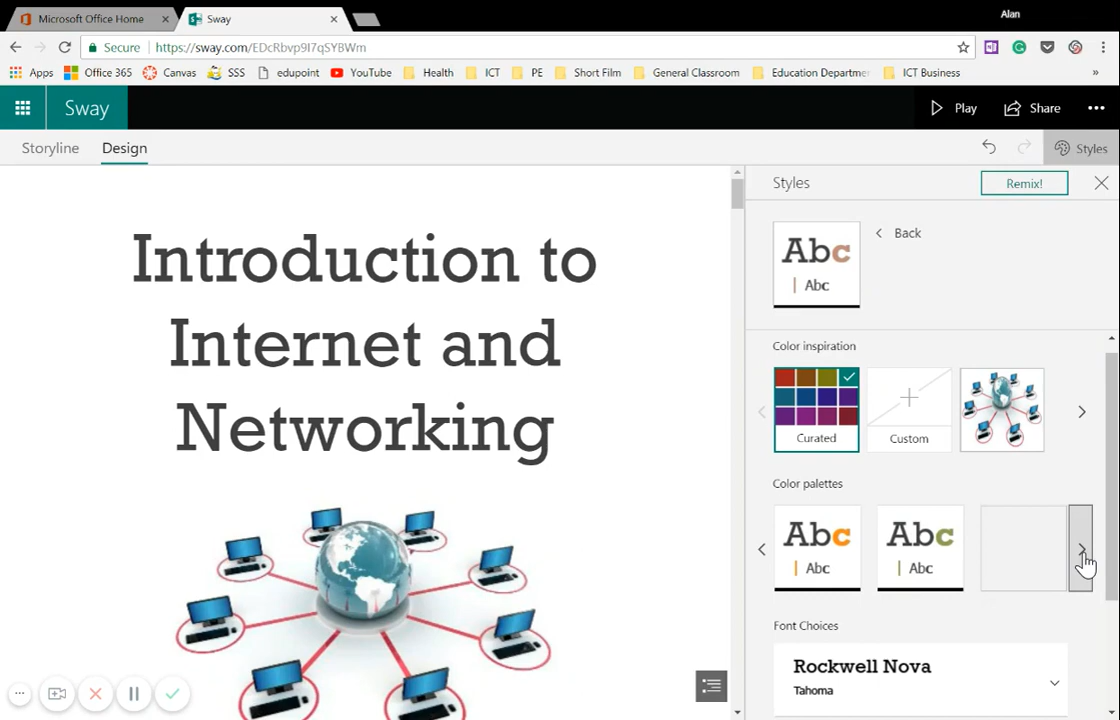 Alan
Microsoft Office Home
Sway
Secure
https://sway.com/EDcRbvp9I7qSYBWm
Apps
Office 365
Canvas
SSS
edupoint
YouTube
Health
ICT
PE
Short Film
General Classroom
Education Departme
ICT Business
Sway
Play
Share
Storyline
Design
Styles
Introduction to
Internet and
Networking
Styles
Remix!
Abc
Abc
Back
Color inspiration
Curated
Custom
Color palettes
Abc
Abc
Abc
Abc
Font Choices
Rockwell Nova
Tahoma